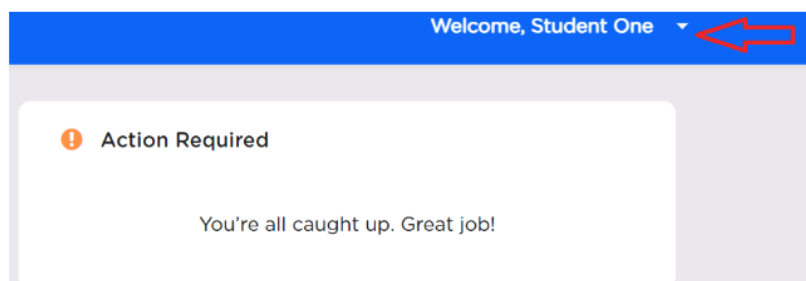 Welcome, Student One
Action Required
You're all caught up. Great job!